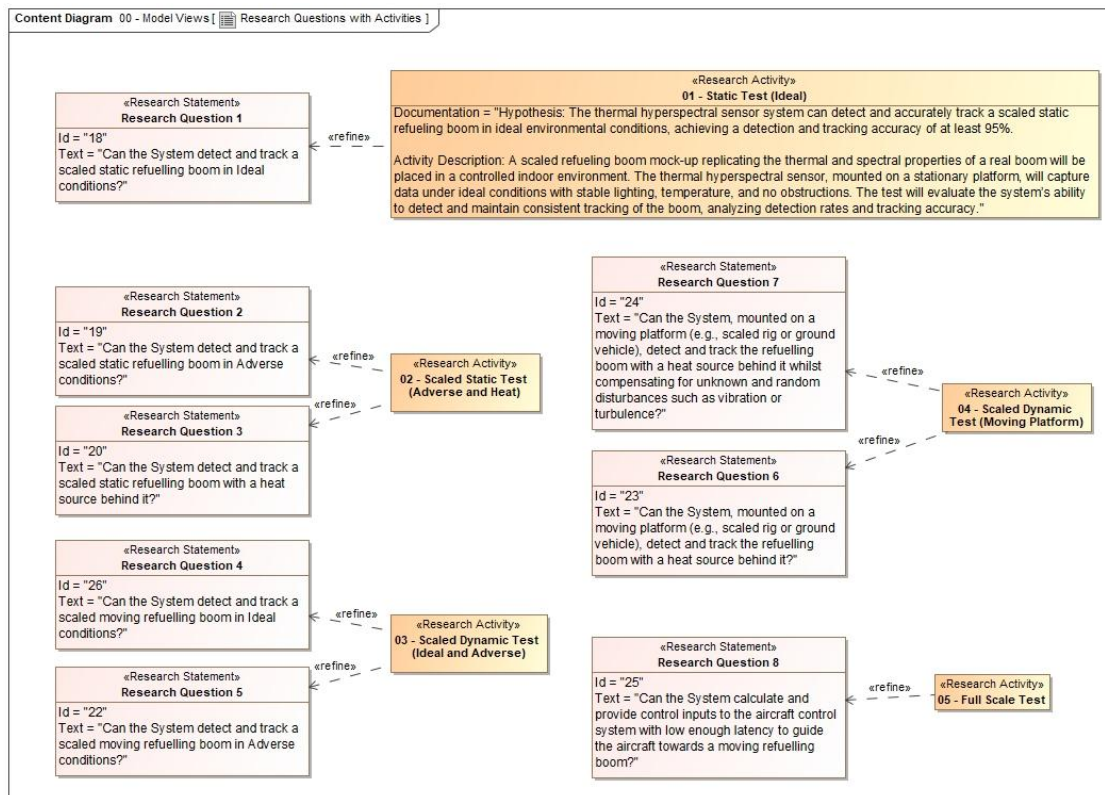 Content Diagram 00 - Model Views [ Research Questions with Activities ]
«Research Statement»
Research Question 1
Id = "18"
Text = "Can the System detect and track a
scaled static refuelling boom in Ideal
conditions?"
«refine»
«Research Activity»
01 - Static Test (Ideal)
Documentation = "Hypothesis: The thermal hyperspectral sensor system can detect and accurately track a scaled static
refueling boom in ideal environmental conditions, achieving a detection and tracking accuracy of at least 95%.
Activity Description: A scaled refueling boom mock-up replicating the thermal and spectral properties of a real boom will be
placed in a controlled indoor environment. The thermal hyperspectral sensor, mounted on a stationary platform, will capture
data under ideal conditions with stable lighting, temperature, and no obstructions. The test will evaluate the system's ability
to detect and maintain consistent tracking of the boom, analyzing detection rates and tracking accuracy."
«Research Statement»
Research Question 2
Id = "19"
Text = "Can the System detect and track a
scaled static refuelling boom in Adverse
conditions?"
«refine»
«Research Statement»
Research Question 3
Id = "20"
Text = "Can the System detect and track a
scaled static refuelling boom with a heat
source behind it?"
«refine»
«Research Activity»
02 - Scaled Static Test
(Adverse and Heat)
«Research Statement»
Research Question 7
Id = "24"
Text = "Can the System, mounted on a
moving platform (e.g., scaled rig or ground
vehicle), detect and track the refuelling
boom with a heat source behind it whilst
compensating for unknown and random
disturbances such as vibration or
turbulence?"
«refine»
«Research Activity»
04 - Scaled Dynamic
Test (Moving Platform)
«refine»
«Research Statement»
Research Question 6
Id = "23"
Text = "Can the System, mounted on a
moving platform (e.g., scaled rig or ground
vehicle), detect and track the refuelling
boom with a heat source behind it?"
«Research Statement»
Research Question 4
Id = "26"
Text = "Can the System detect and track a
scaled moving refuelling boom in Ideal
conditions?"
«refine»
«Research Activity»
03 - Scaled Dynamic Test
(Ideal and Adverse)
«refine»
«Research Statement»
Research Question 5
Id = "22"
Text = "Can the System detect and track a
scaled moving refuelling boom in Adverse
conditions?"
«Research Statement»
Research Question 8
Id = "25"
Text = "Can the System calculate and
provide control inputs to the aircraft control
system with low enough latency to guide
the aircraft towards a moving refuelling
boom?"
«refine»
«Research Activity»
05 - Full Scale Test